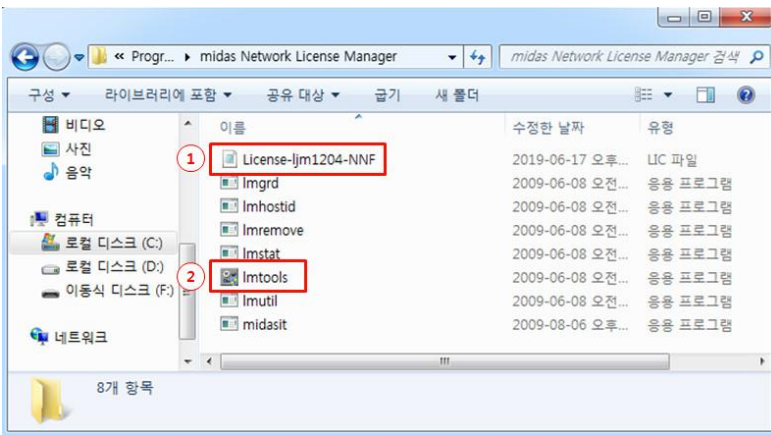 « Progr... ▸ midas Network License Manager
midas Network License Manager 검색
구성 ▼ 라이브러리에 포함 ▼ 공유 대상 ▼ 굽기 새 폴더
비디오
사진
음악
컴퓨터
로컬 디스크 (C:)
로컬 디스크 (D:)
이동식 디스크 (F:)
네트워크
이름 수정한 날짜 유형
1 License-ljm1204-NNF 2019-06-17 오후... LIC 파일
lmgrd 2009-06-08 오전... 응용 프로그램
lmhostid 2009-06-08 오전... 응용 프로그램
lmremove 2009-06-08 오전... 응용 프로그램
lmstat 2009-06-08 오전... 응용 프로그램
2 lmtools 2009-06-08 오전... 응용 프로그램
lmutil 2009-06-08 오전... 응용 프로그램
midasit 2009-08-06 오후... 응용 프로그램
8개 항목